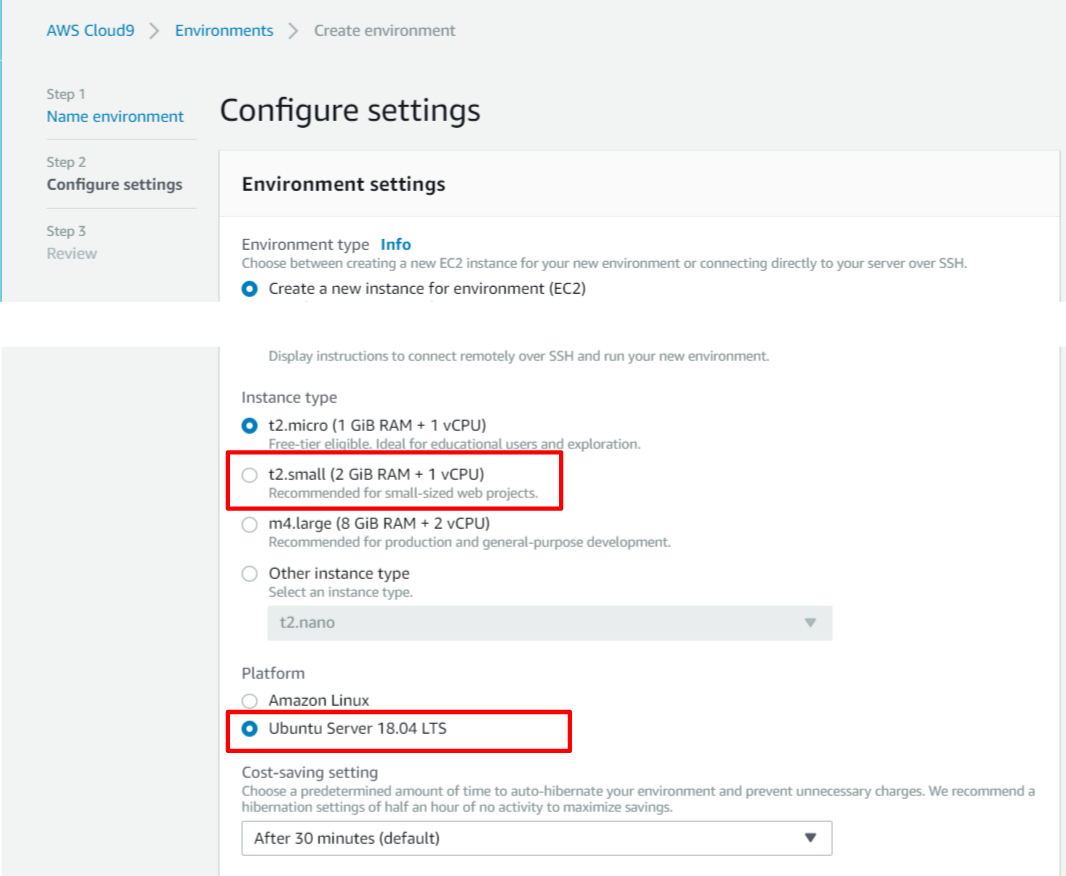 AWS Cloud9 > Environments > Create environment
Step 1
Name environment
Step 2
Configure settings
Step 3
Review
Configure settings
Environment settings
Environment type Info
Choose between creating a new EC2 instance for your new environment or connecting directly to your server over SSH.
Create a new instance for environment (EC2)
Display instructions to connect remotely over SSH and run your new environment.
Instance type
t2.micro (1 GiB RAM + 1 vCPU)
Free-tier eligible. Ideal for educational users and exploration.
t2.small (2 GiB RAM + 1 vCPU)
Recommended for small-sized web projects.
m4.large (8 GiB RAM + 2 vCPU)
Recommended for production and general-purpose development.
Other instance type
Select an instance type.
t2.nano
Platform
Amazon Linux
Ubuntu Server 18.04 LTS
Cost-saving setting
Choose a predetermined amount of time to auto-hibernate your environment and prevent unnecessary charges. We recommend a
hibernation settings of half an hour of no activity to maximize savings.
After 30 minutes (default)